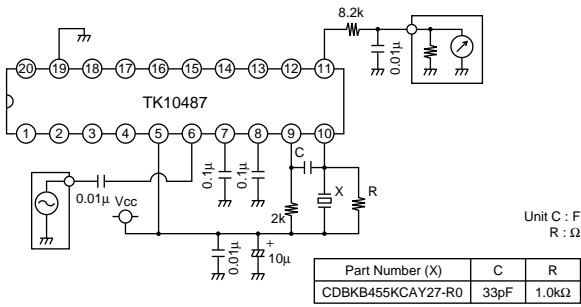 8.2k
0.01μ
20 19 18 17 16 15 14 13 12 11
TK10487
1 2 3 4 5 6 7 8 9 10
C
0.01μ
0.1μ
0.1μ
X
R
Vcc
2k
0.01μ
+
10μ
Unit C : F
R : Ω
Part Number (X) C R
CDBKB455KCAY27-R0 33pF 1.0kΩ